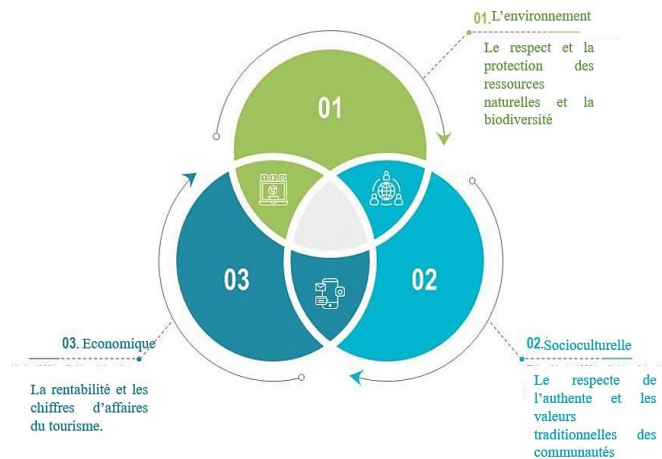 01.L'environnement
Le respect et la
protection des
ressources
naturelles et la
biodiversité
01
03
02
03. Economique
La rentabilité et les
chiffres d'affaires
du tourisme.
02.Socioculturelle
Le respecte de
l'authente et les
valeurs
traditionnelles des
communautés